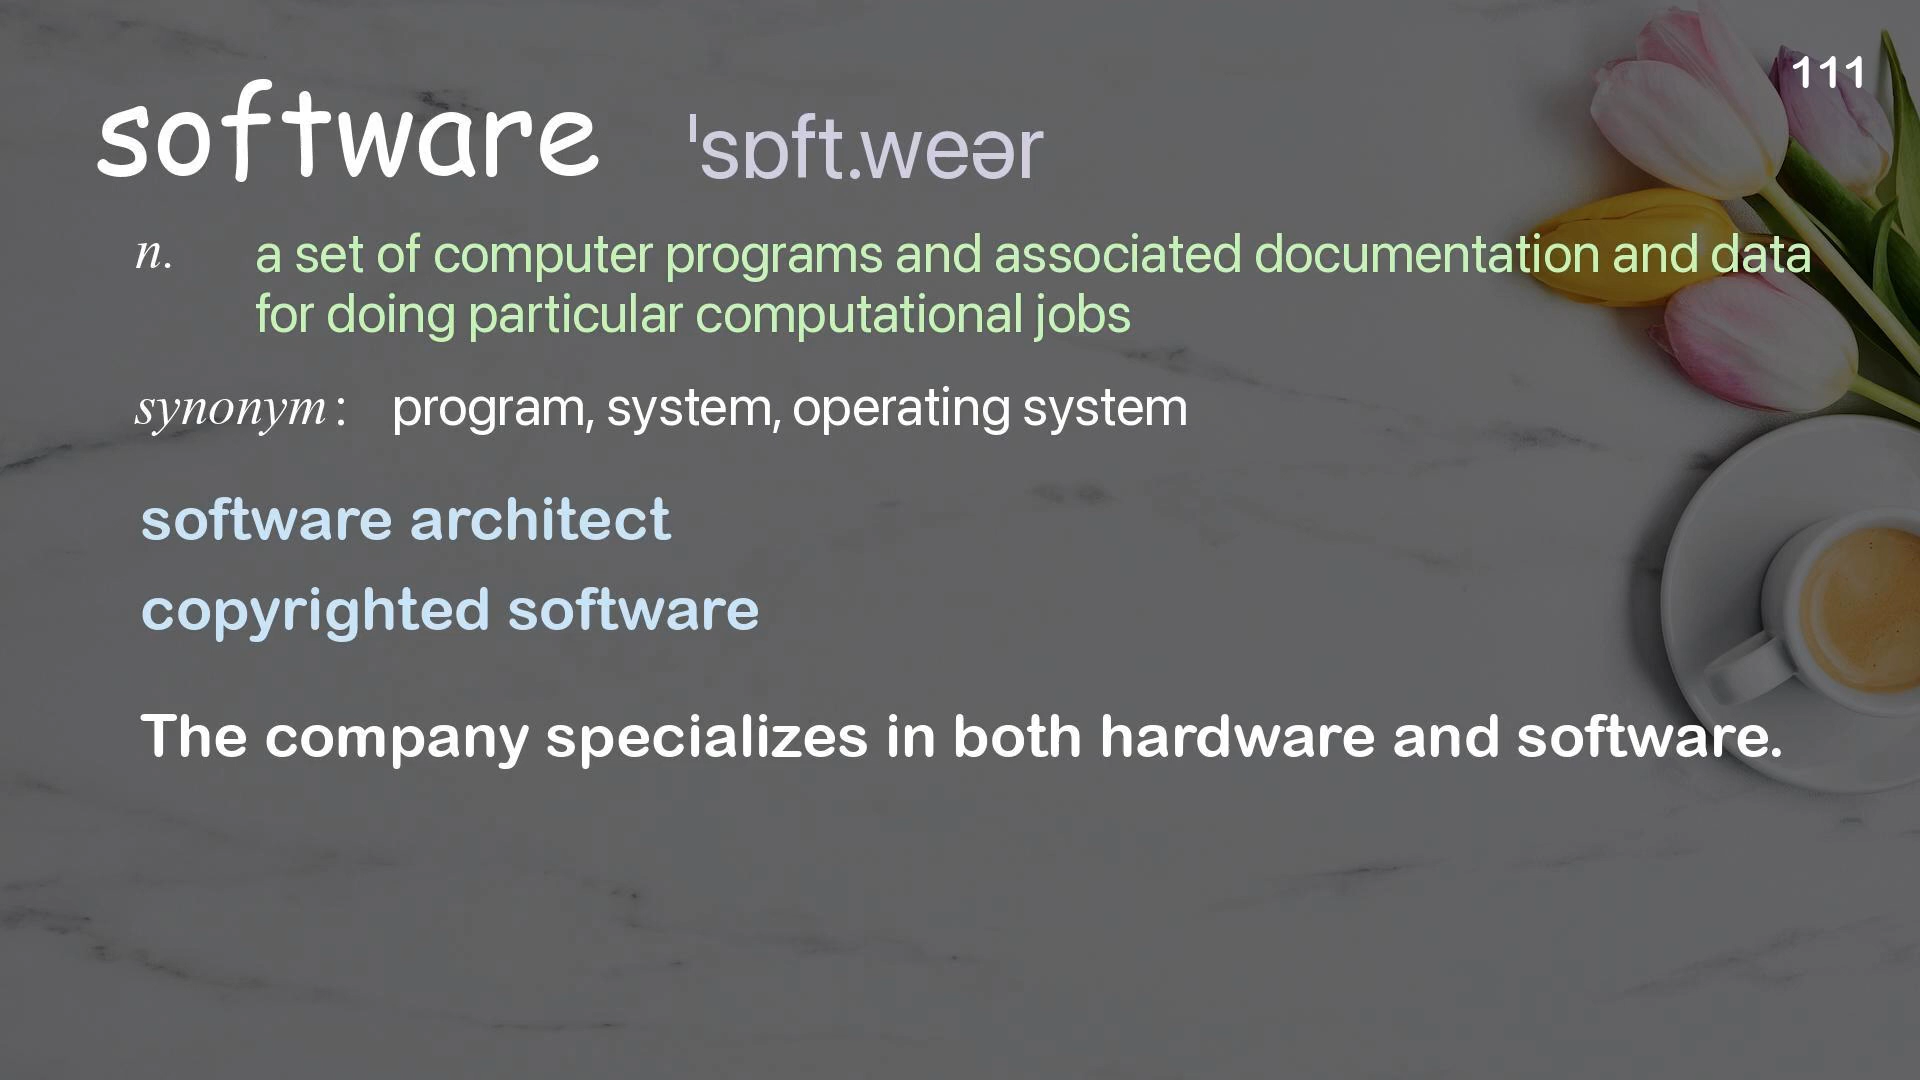 111
software ˈsɒft.weər
n. a set of computer programs and associated documentation and data
for doing particular computational jobs
synonym: program, system, operating system
software architect
copyrighted software
The company specializes in both hardware and software.